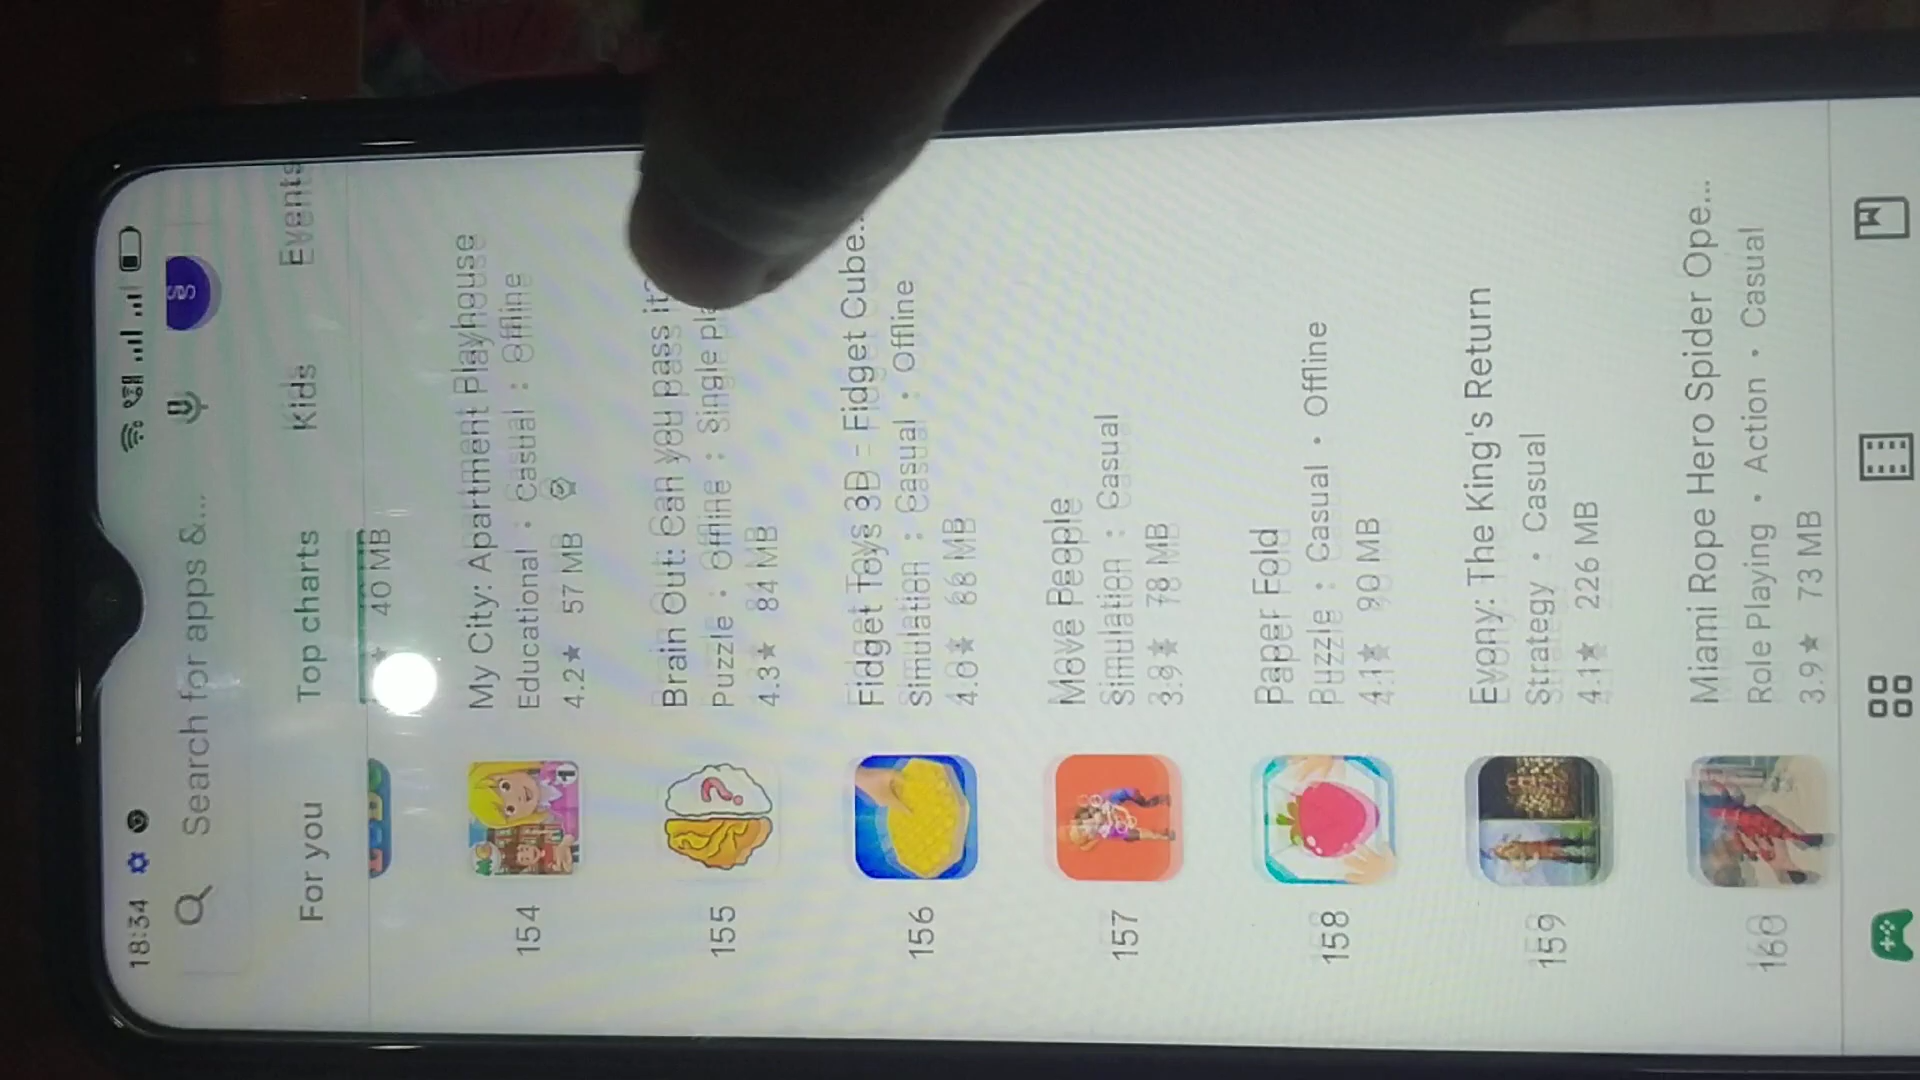 18:34
Search for apps &...
For you Top charts Kids Events
40 MB
154 My City: Apartment Playhouse
Educational • Casual • Offline
4.2★ 57 MB
155 Brain Out: Can you pass it
Puzzle • Offline • Single
4.3★ 84 MB
156 Fidget Toys 3D - Fidget Cube...
Simulation • Casual • Offline
4.0★ 66 MB
157 Move People
Simulation • Casual
3.9★ 78 MB
158 Paper Fold
Puzzle • Casual • Offline
4.1★ 90 MB
159 Evony: The King's Return
Strategy • Casual
4.1★ 226 MB
160 Miami Rope Hero Spider Ope...
Role Playing • Action • Casual
3.9★ 73 MB